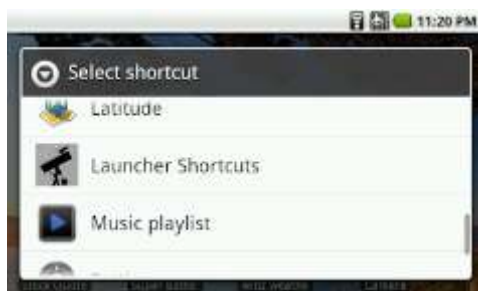 11:20 PM
Select shortcut
Latitude
Launcher Shortcuts
Music playlist